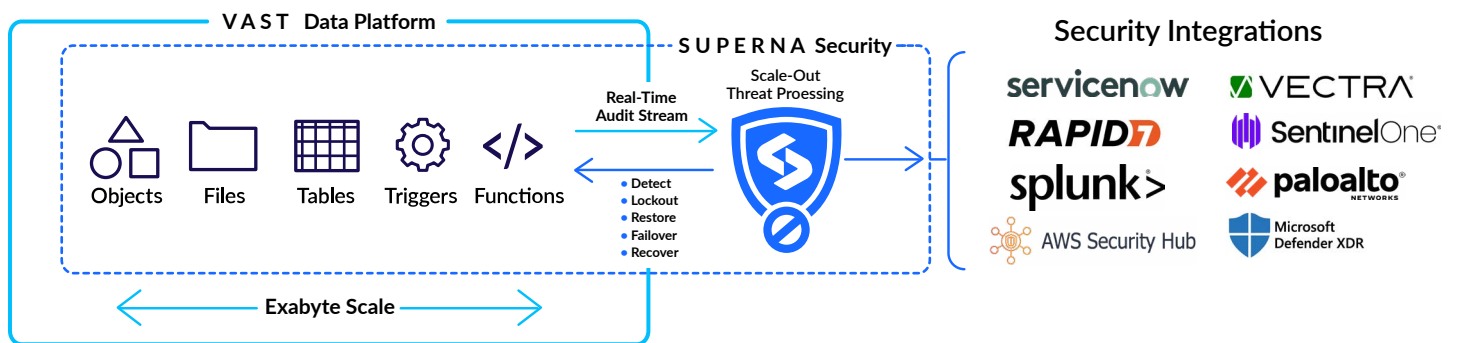 VAST Data Platform
SUPERNA Security
Security Integrations
Scale-Out
Threat Proessing
Real-Time
Audit Stream
Objects
Files
Tables
Triggers
Functions
</>
• Detect
• Lockout
• Restore
• Failover
• Recover
Exabyte Scale
servicenow
VECTRA®
RAPID7
SentinelOne®
splunk>
paloalto®
NETWORKS
AWS Security Hub
Microsoft
Defender XDR